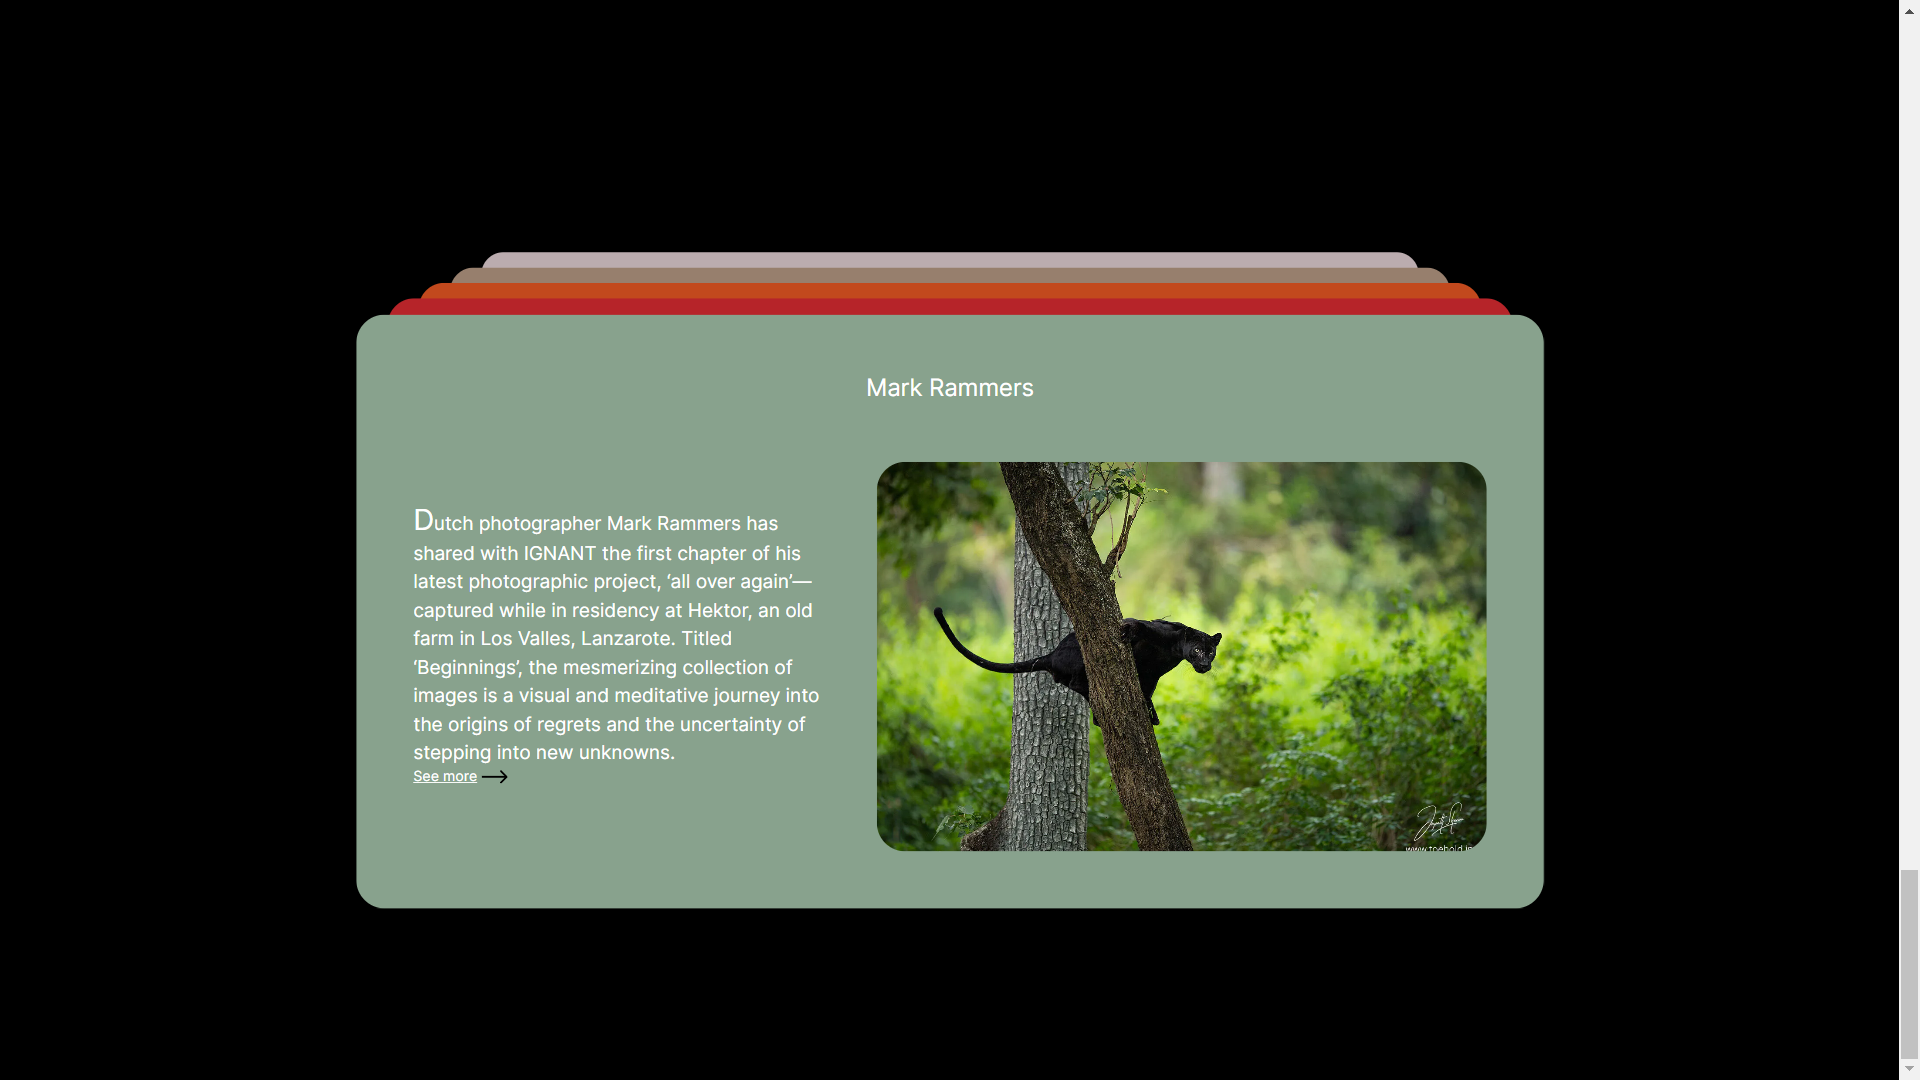 Mark Rammers
Dutch photographer Mark Rammers has
shared with IGNANT the first chapter of his
latest photographic project, ‘all over again’—
captured while in residency at Hektor, an old
farm in Los Valles, Lanzarote. Titled
‘Beginnings’, the mesmerizing collection of
images is a visual and meditative journey into
the origins of regrets and the uncertainty of
stepping into new unknowns.
See more